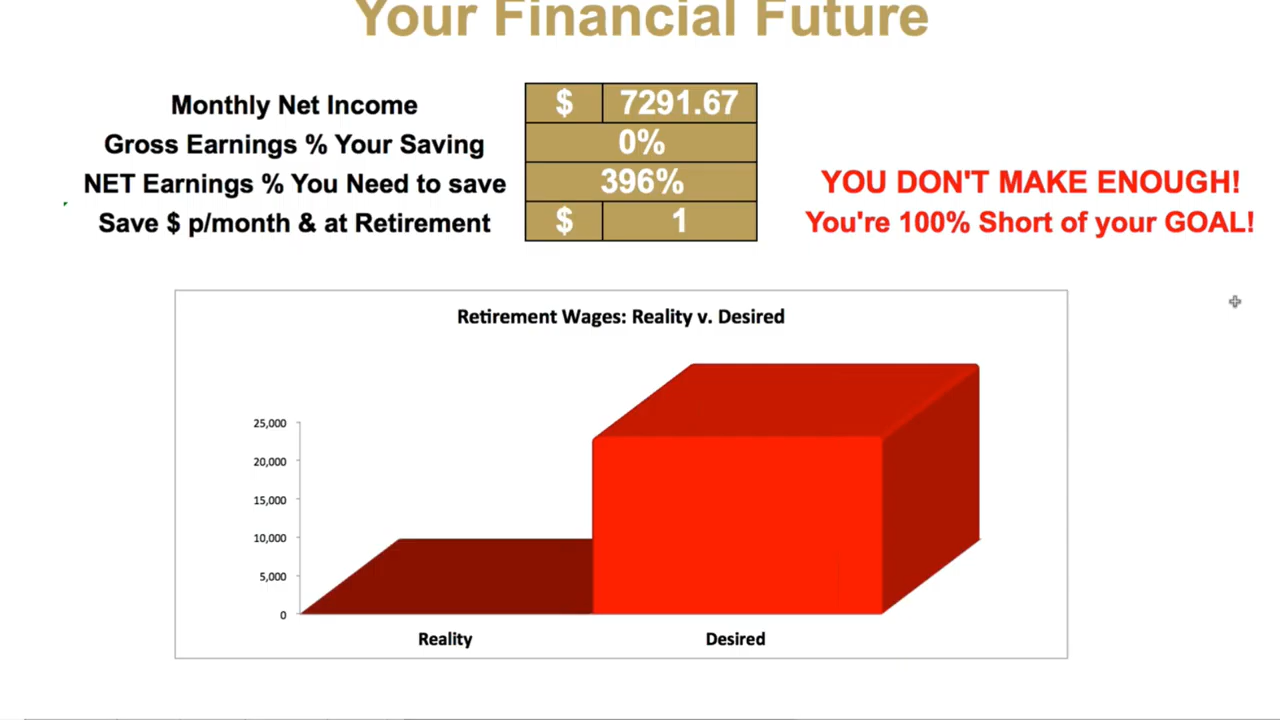 Your Financial Future
Monthly Net Income $ 7291.67
Gross Earnings % Your Saving 0%
NET Earnings % You Need to save 396% YOU DON'T MAKE ENOUGH!
Save $ p/month & at Retirement $ 1 You're 100% Short of your GOAL!
Retirement Wages: Reality v. Desired
25,000
20,000
15,000
10,000
5,000
0
Reality Desired